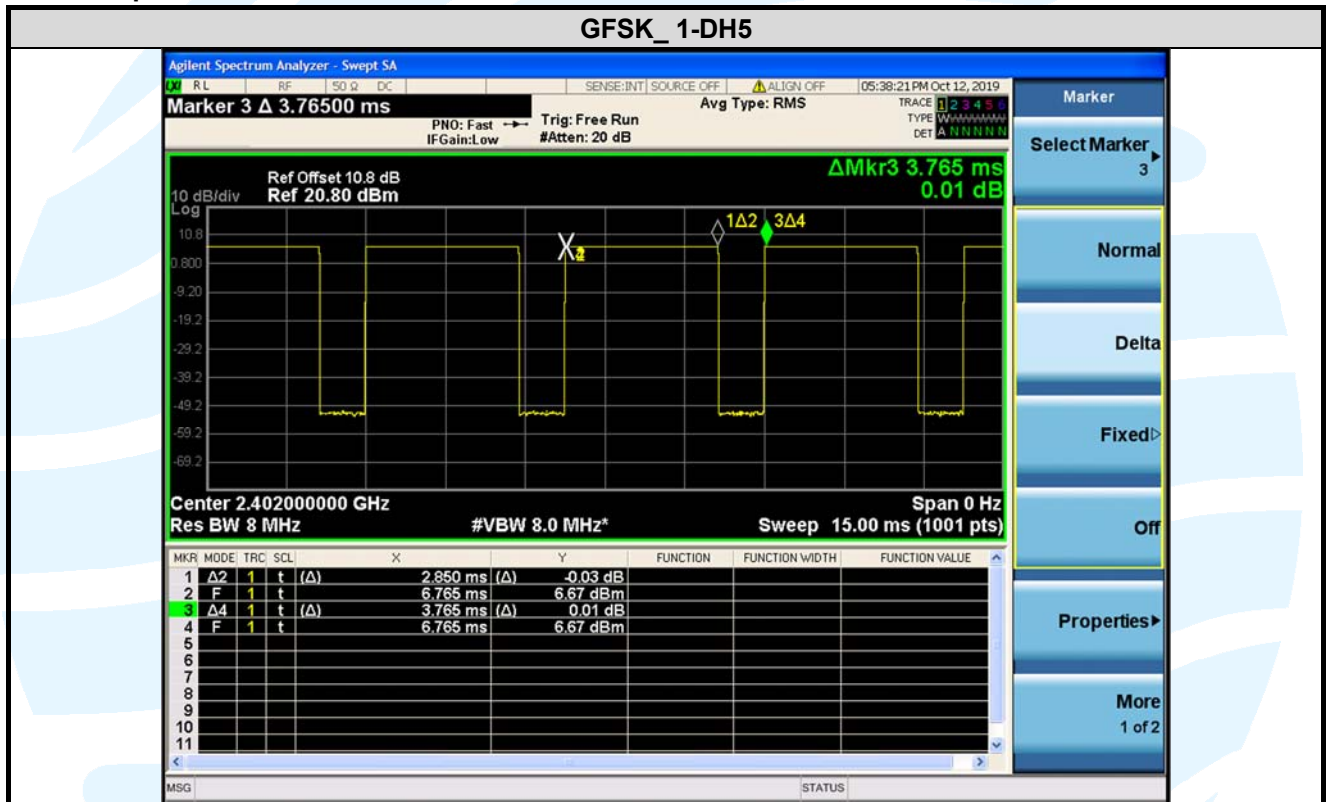 GFSK_ 1-DH5
Agilent Spectrum Analyzer - Swept SA
RL RF 50 Ω DC SENSE:INT SOURCE OFF ALIGN OFF 05:38:21 PM Oct 12, 2019
Marker 3 Δ 3.76500 ms
Avg Type: RMS
TRACE 1 2 3 4 5 6
TYPE WWWWWW
DET A N N N N N
PNO: Fast
IFGain:Low
Trig: Free Run
#Atten: 20 dB
ΔMkr3 3.765 ms
0.01 dB
Ref Offset 10.8 dB
10 dB/div Ref 20.80 dBm
Log
1Δ2 3Δ4
10.8
0.800
-9.20
-19.2
-29.2
-39.2
-49.2
-59.2
-69.2
Center 2.402000000 GHz Span 0 Hz
Res BW 8 MHz #VBW 8.0 MHz* Sweep 15.00 ms (1001 pts)
MKR MODE TRC SCL X Y FUNCTION FUNCTION WIDTH FUNCTION VALUE
1 Δ2 1 t (Δ) 2.850 ms (Δ) -0.03 dB
2 F 1 t 6.765 ms 6.67 dBm
3 Δ4 1 t (Δ) 3.765 ms (Δ) 0.01 dB
4 F 1 t 6.765 ms 6.67 dBm
5
6
7
8
9
10
11
MSG STATUS
Marker
Select Marker
3
Normal
Delta
Fixed
Off
Properties
More
1 of 2